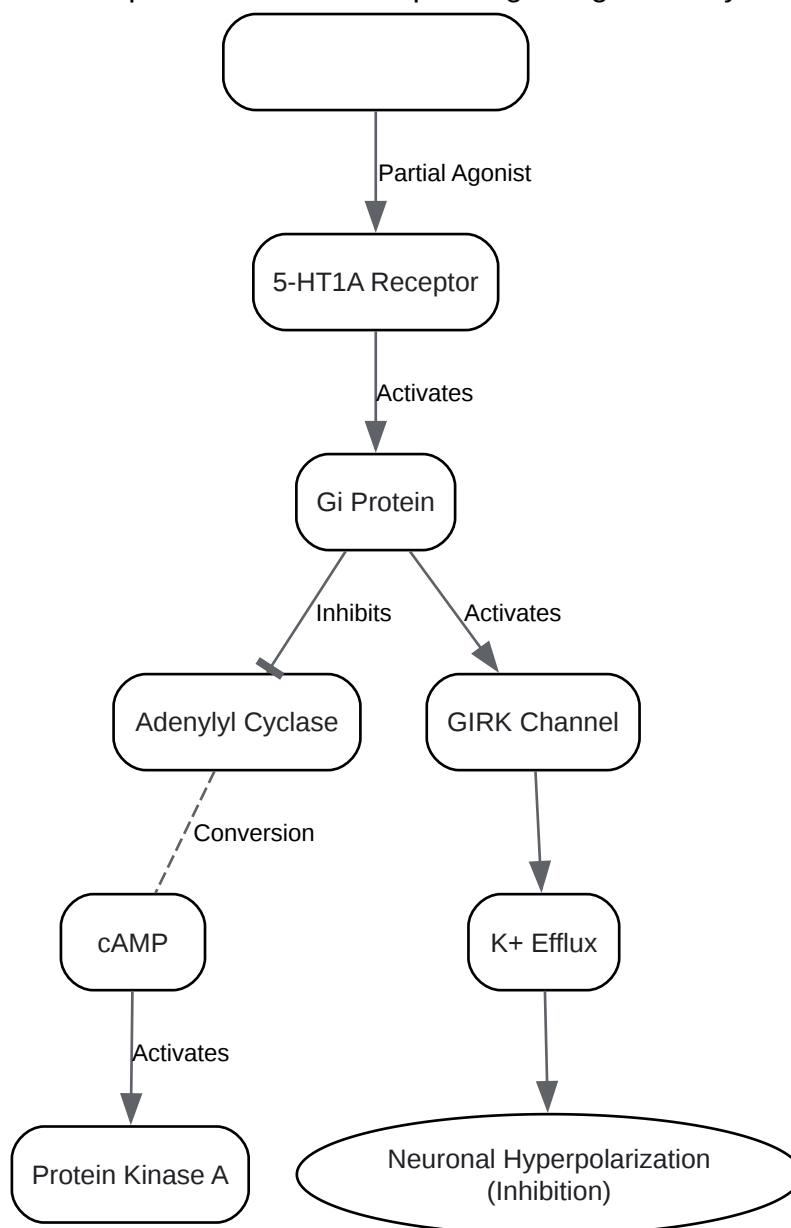 Partial Agonist
5-HT1A Receptor
Activates
Gi Protein
Inhibits
Activates
Adenylyl Cyclase
GIRK Channel
Conversion
cAMP
K+ Efflux
Activates
Protein Kinase A
Neuronal Hyperpolarization
(Inhibition)